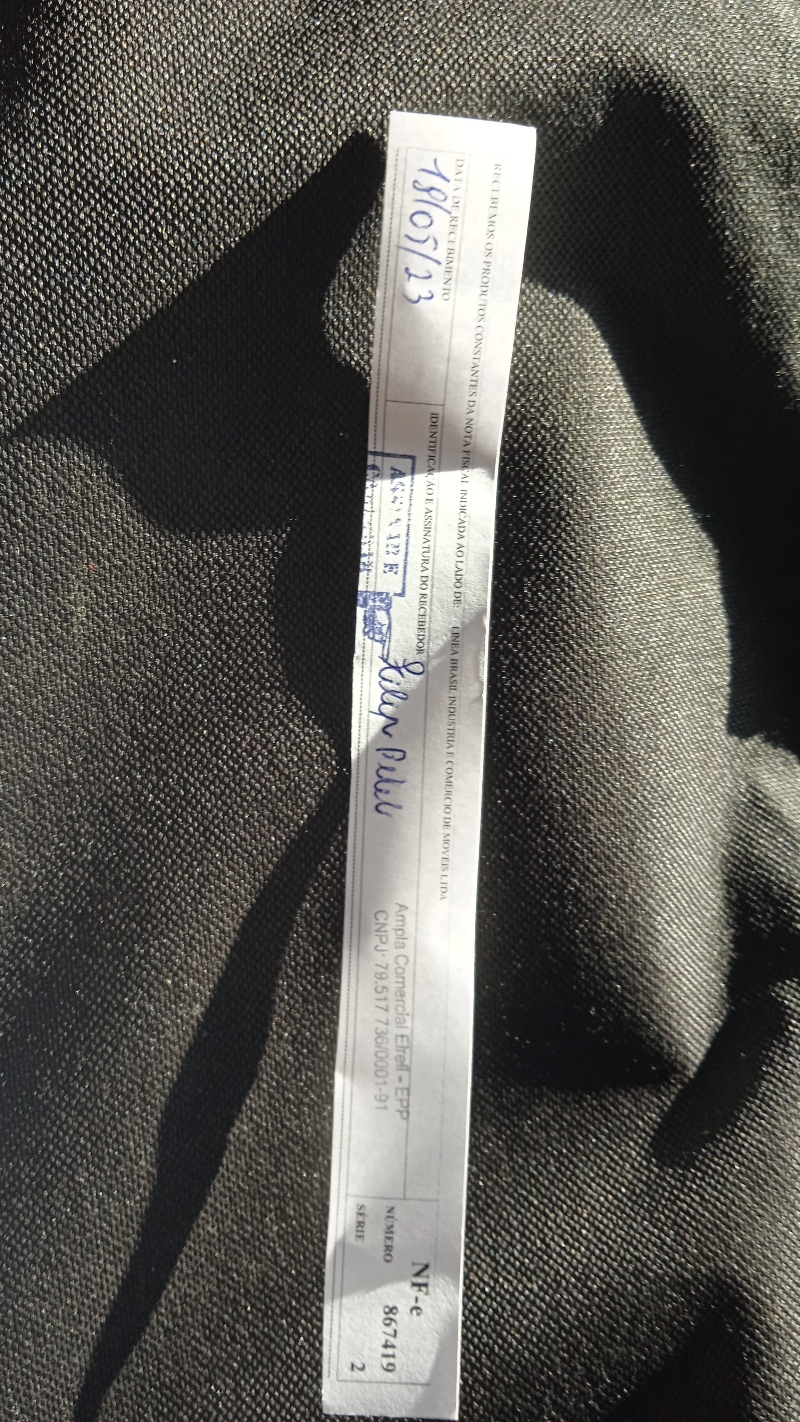 RECEBEMOS OS PRODUTOS CONSTANTES DA NOTA FISCAL INDICADA AO LADO DE: LINEA BRASIL INDUSTRIA E COMERCIO DE MOVEIS LTDA
DATA DE RECEBIMENTO
18/05/23
IDENTIFICAÇÃO E ASSINATURA DO RECEBEDOR
Ampla Comercial Eireli - EPP
CNPJ: 79.517.736/0001-91
NF-e
NÚMERO 867419
SÉRIE 2